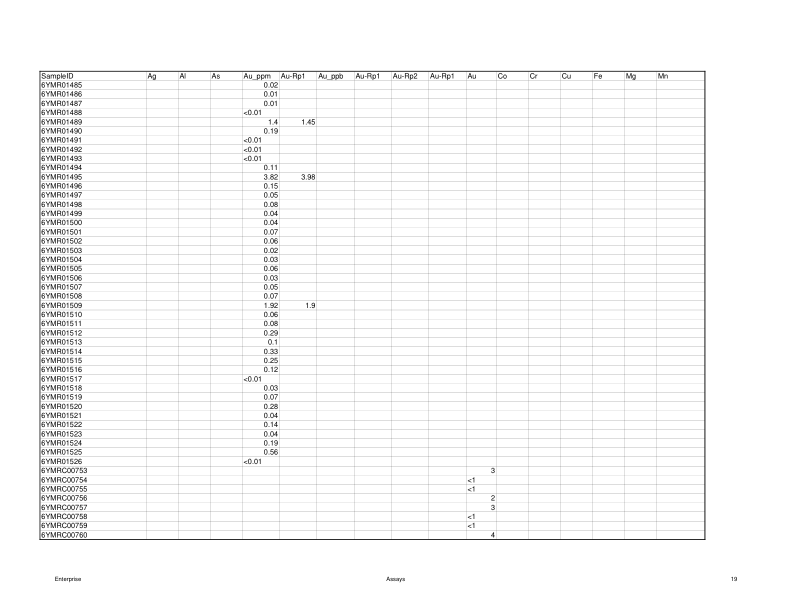 SampleID Ag Al As Au_ppm Au-Rp1 Au_ppb Au-Rp1 Au-Rp2 Au-Rp1 Au Co Cr Cu Fe Mg Mn
6YMR01485 0.02
6YMR01486 0.01
6YMR01487 0.01
6YMR01488 <0.01
6YMR01489 1.4 1.45
6YMR01490 0.19
6YMR01491 <0.01
6YMR01492 <0.01
6YMR01493 <0.01
6YMR01494 0.11
6YMR01495 3.82 3.98
6YMR01496 0.15
6YMR01497 0.05
6YMR01498 0.08
6YMR01499 0.04
6YMR01500 0.04
6YMR01501 0.07
6YMR01502 0.06
6YMR01503 0.02
6YMR01504 0.03
6YMR01505 0.06
6YMR01506 0.03
6YMR01507 0.05
6YMR01508 0.07
6YMR01509 1.92 1.9
6YMR01510 0.06
6YMR01511 0.08
6YMR01512 0.29
6YMR01513 0.1
6YMR01514 0.33
6YMR01515 0.25
6YMR01516 0.12
6YMR01517 <0.01
6YMR01518 0.03
6YMR01519 0.07
6YMR01520 0.28
6YMR01521 0.04
6YMR01522 0.14
6YMR01523 0.04
6YMR01524 0.19
6YMR01525 0.56
6YMR01526 <0.01
6YMRC00753 3
6YMRC00754 <1
6YMRC00755 <1
6YMRC00756 2
6YMRC00757 3
6YMRC00758 <1
6YMRC00759 <1
6YMRC00760 4
Enterprise Assays 19